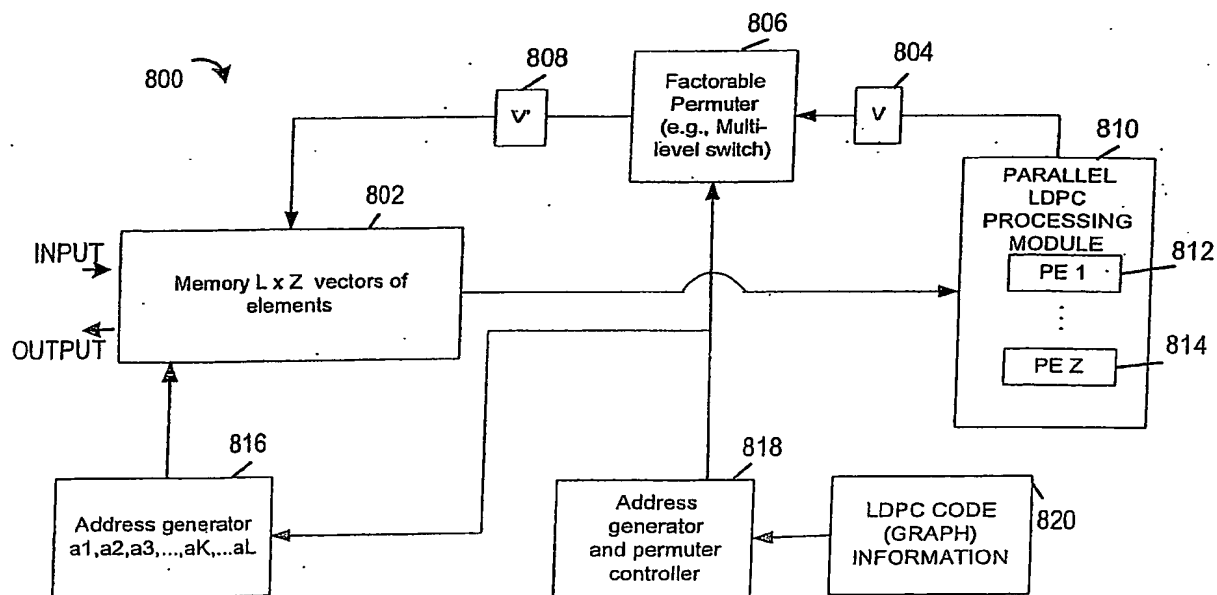 806
804
808
800
V'
Factorable
Permuter
(e.g., Multi-
level switch)
V
810
PARALLEL
LDPC
PROCESSING
MODULE
802
INPUT
OUTPUT
Memory L x Z vectors of
elements
PE 1
812
⋮
PE Z
814
816
818
820
Address generator
a1,a2,a3,...,aK,...aL
Address
generator
and permuter
controller
LDPC CODE
(GRAPH)
INFORMATION